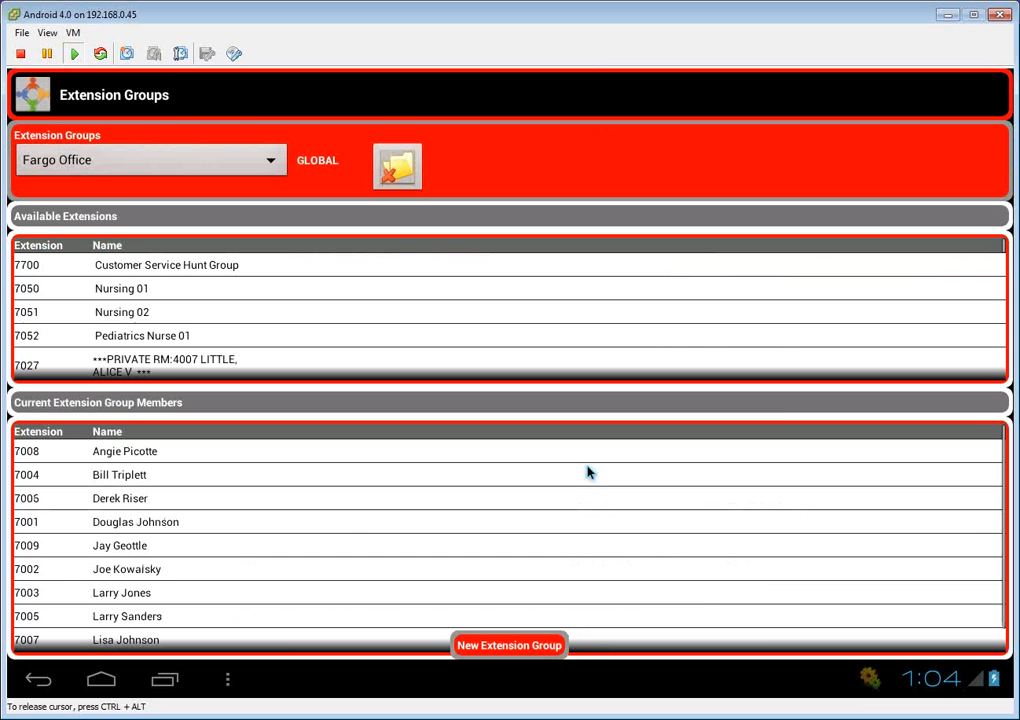 Android 4.0 on 192.168.0.45
File View VM
Extension Groups
Extension Groups
Fargo Office GLOBAL
Available Extensions
Extension Name
7700 Customer Service Hunt Group
7050 Nursing 01
7051 Nursing 02
7052 Pediatrics Nurse 01
7027 ***PRIVATE RM:4007 LITTLE,
ALICE V ***
Current Extension Group Members
Extension Name
7008 Angie Picotte
7004 Bill Triplett
7006 Derek Riser
7001 Douglas Johnson
7009 Jay Geottle
7002 Joe Kowalsky
7003 Larry Jones
7005 Larry Sanders
7007 Lisa Johnson
New Extension Group
1:04
To release cursor, press CTRL + ALT